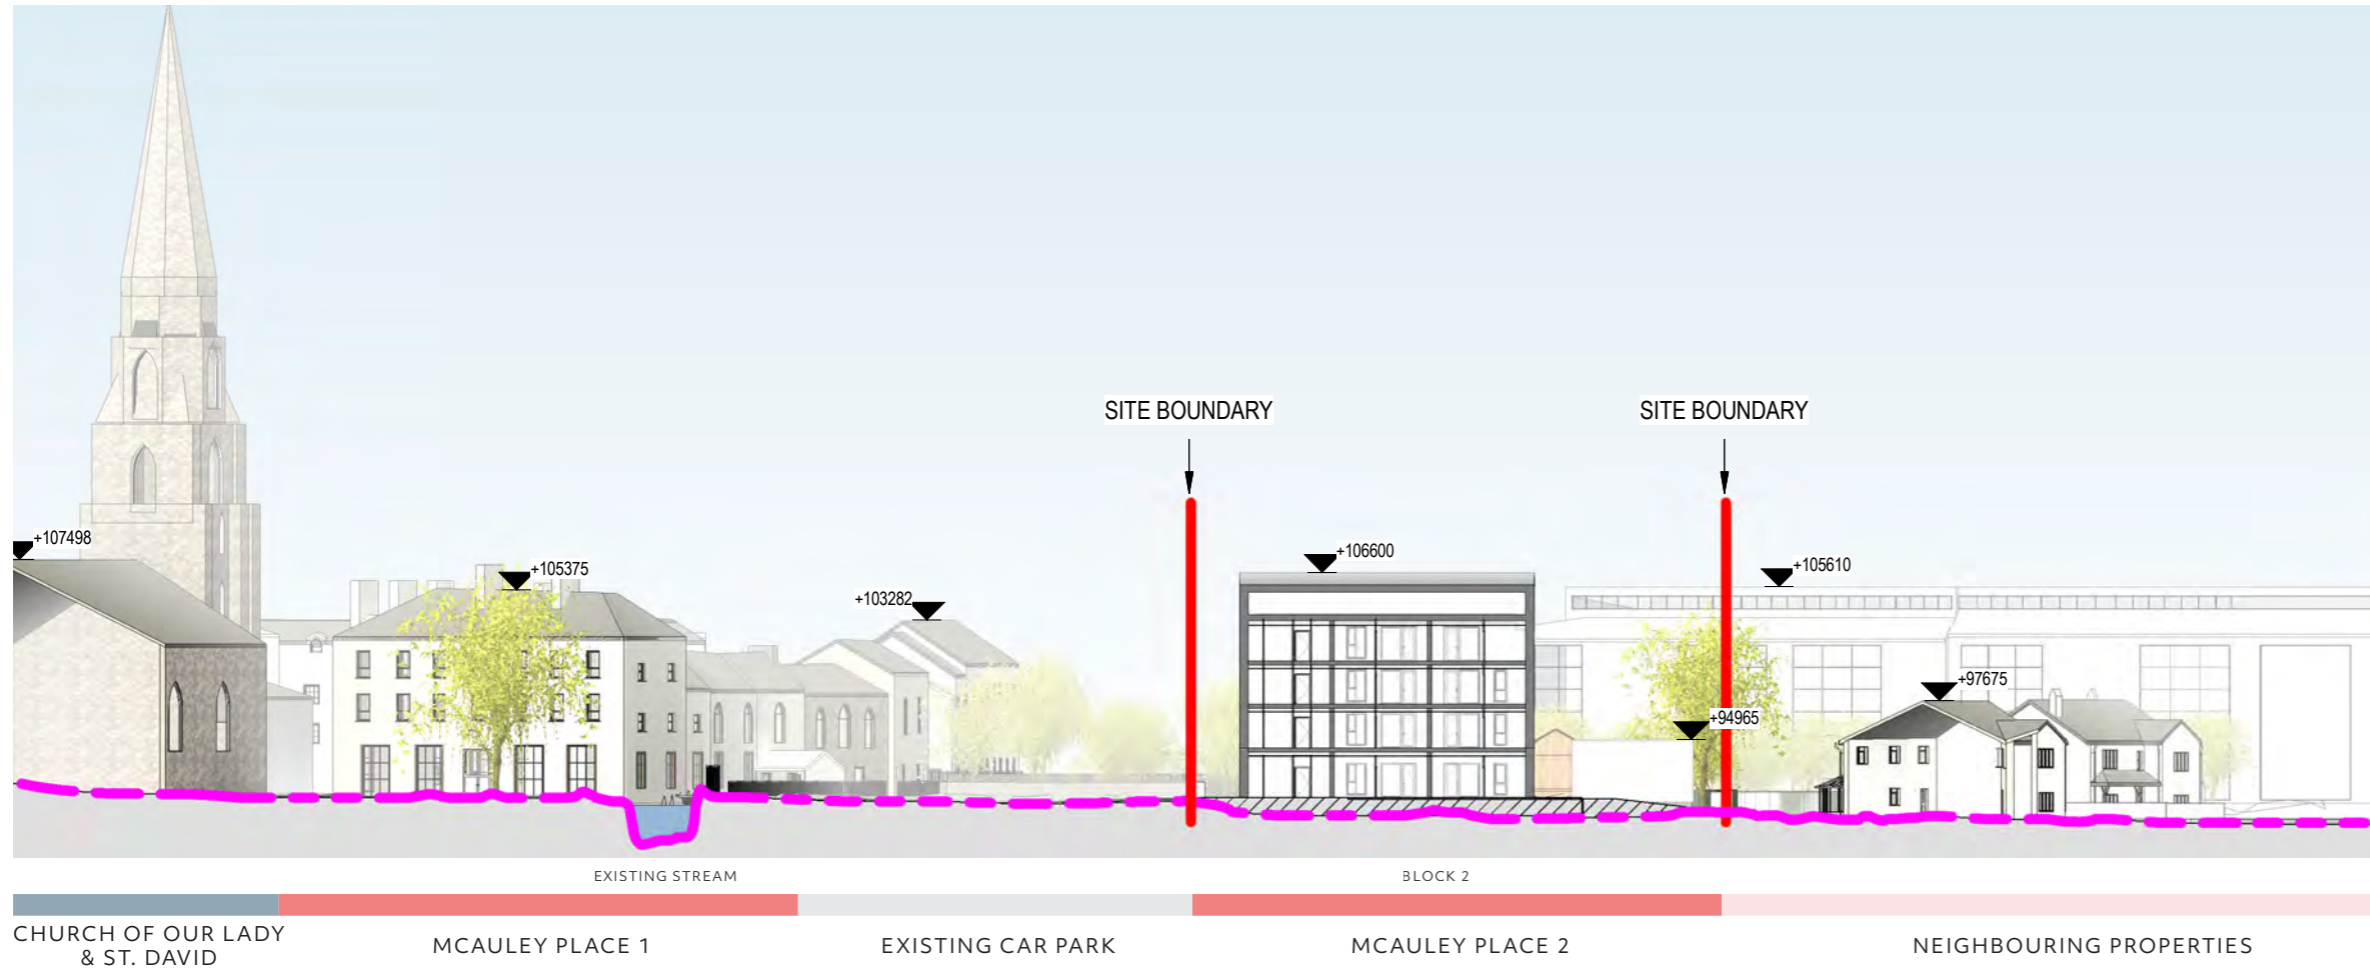 SITE BOUNDARY
SITE BOUNDARY
+107498
+105375
+103282
+106600
+105610
+97675
+94965
EXISTING STREAM
BLOCK 2
CHURCH OF OUR LADY
& ST. DAVID
MCAULEY PLACE 1
EXISTING CAR PARK
MCAULEY PLACE 2
NEIGHBOURING PROPERTIES